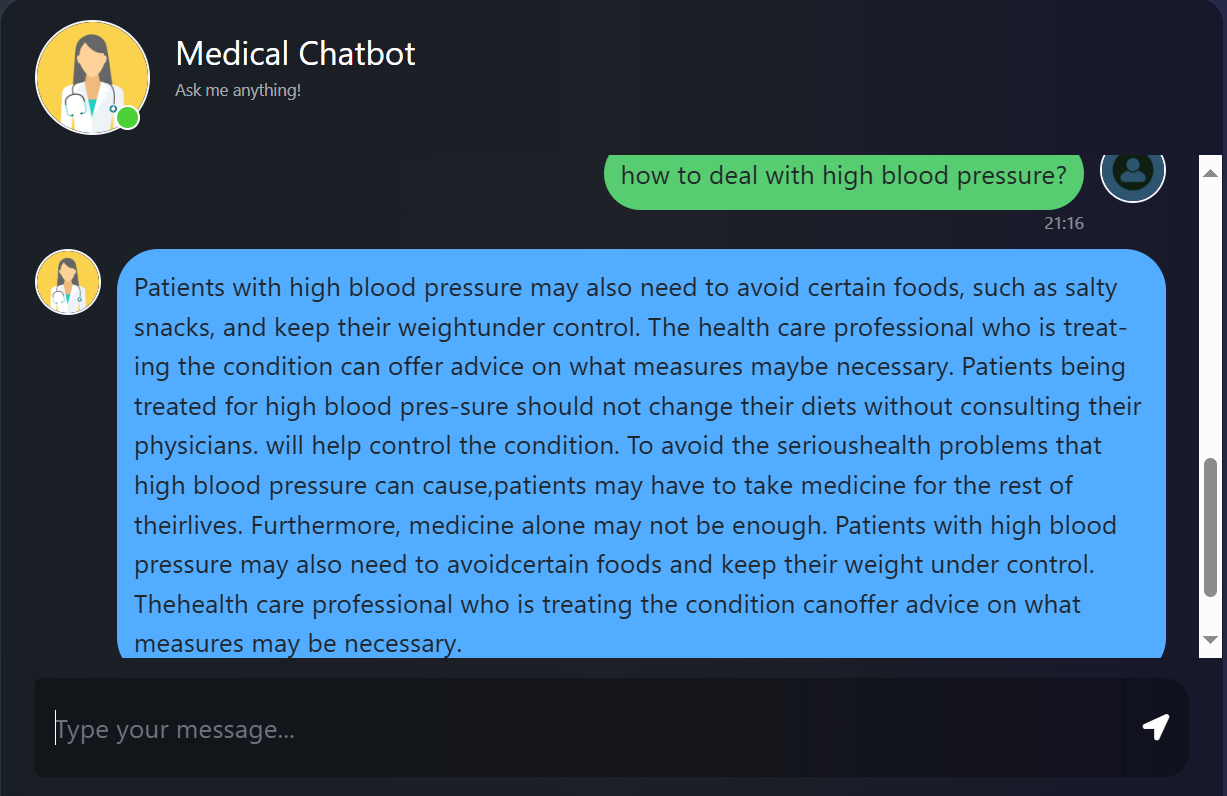 Medical Chatbot
Ask me anything!
how to deal with high blood pressure?
21:16
Patients with high blood pressure may also need to avoid certain foods, such as salty
snacks, and keep their weightunder control. The health care professional who is treat-
ing the condition can offer advice on what measures maybe necessary. Patients being
treated for high blood pres-sure should not change their diets without consulting their
physicians. will help control the condition. To avoid the serioushealth problems that
high blood pressure can cause,patients may have to take medicine for the rest of
theirlives. Furthermore, medicine alone may not be enough. Patients with high blood
pressure may also need to avoidcertain foods and keep their weight under control.
Thehealth care professional who is treating the condition canoffer advice on what
measures may be necessary.
Type your message...